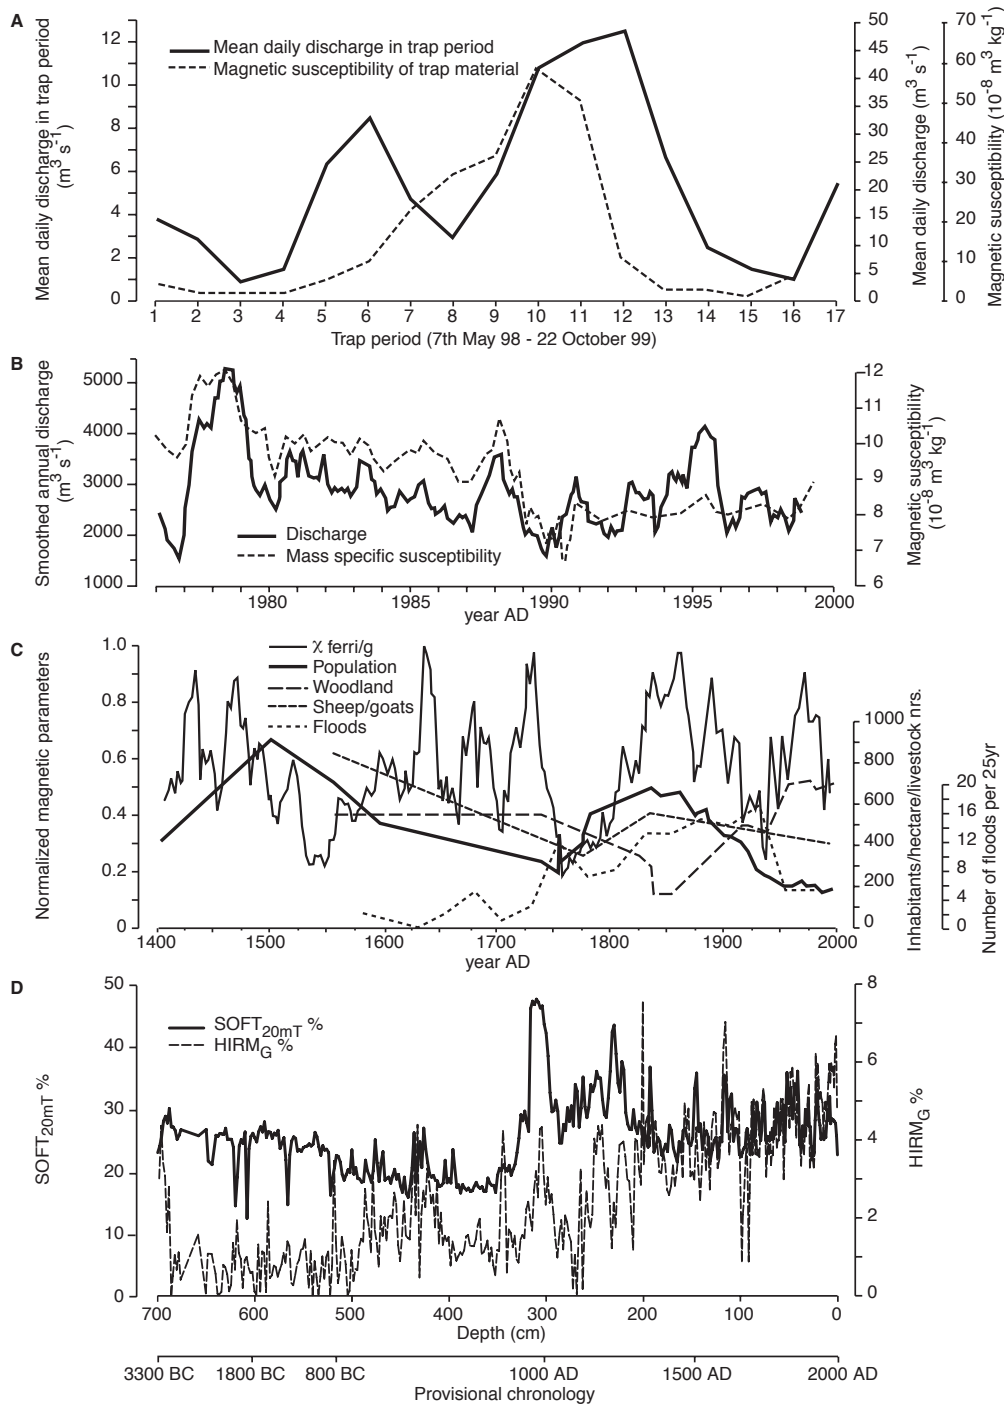 A
Mean daily discharge in trap period
(m3 s-1)
12
10
8
6
4
2
0
Mean daily discharge in trap period
Magnetic susceptibility of trap material
50
45
40
35
30
25
20
15
10
5
0
Mean daily discharge (m3 s-1)
70
60
50
40
30
20
10
0
Magnetic susceptibility (10-8 m3 kg-1)
1 2 3 4 5 6 7 8 9 10 11 12 13 14 15 16 17
Trap period (7th May 98 - 22 October 99)
B
Smoothed annual discharge
(m3 s-1)
5000
4000
3000
2000
1000
Discharge
Mass specific susceptibility
12
11
10
9
8
7
6
Magnetic susceptibility
(10-8 m3 kg-1)
1980 1985 1990 1995 2000
year AD
C
Normalized magnetic parameters
1.0
0.8
0.6
0.4
0.2
0
χ ferri/g
Population
Woodland
Sheep/goats
Floods
1000
800
600
400
200
0
Inhabitants/hectare/livestock nrs.
20
16
12
8
4
0
Number of floods per 25yr
1400 1500 1600 1700 1800 1900 2000
year AD
D
SOFT20mT %
50
40
30
20
10
0
SOFT20mT %
HIRMG %
8
6
4
2
0
HIRMG %
700 600 500 400 300 200 100 0
Depth (cm)
3300 BC 1800 BC 800 BC 1000 AD 1500 AD 2000 AD
Provisional chronology